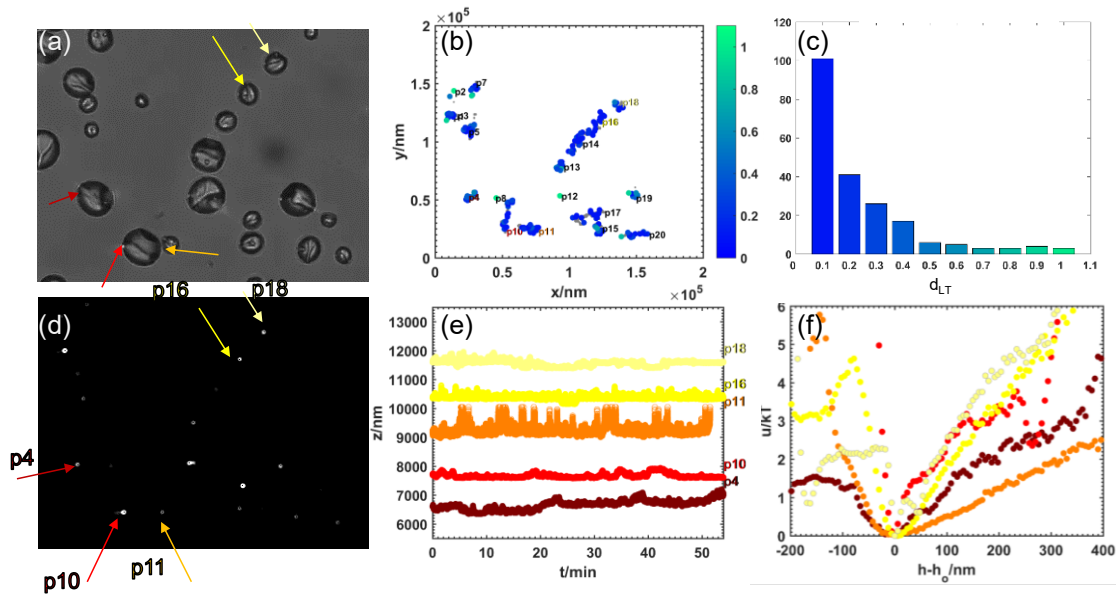 (a)
p16
p18
(b)
×10⁵
y/nm
2
1.5
1
0.5
0
p7
p2
p3
p5
p18
p16
p14
p13
p4
p8
p12
p19
p17
p10
p11
p15
p20
0
0.5
1
1.5
2
x/nm
×10⁵
1
0.8
0.6
0.4
0.2
0
(c)
120
100
80
60
40
20
0
0
0.1
0.2
0.3
0.4
0.5
0.6
0.7
0.8
0.9
1
1.1
d_LT
(d)
p4
p10
p11
(e)
z/nm
13000
12000
11000
10000
9000
8000
7000
6000
p18
p16
p11
p10
p4
0
10
20
30
40
50
t/min
(f)
u/kT
6
5
4
3
2
1
0
-200
-100
0
100
200
300
400
h-h_o/nm